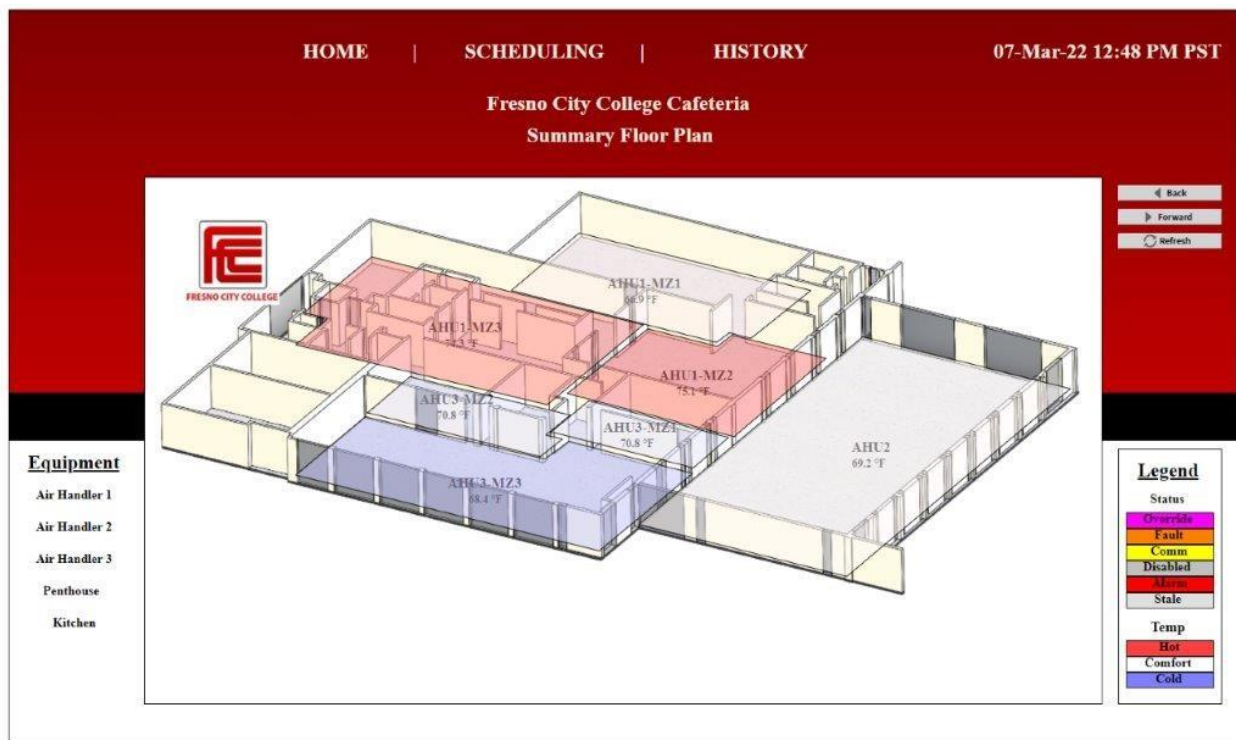 HOME | SCHEDULING | HISTORY 07-Mar-22 12:48 PM PST
Fresno City College Cafeteria
Summary Floor Plan
Back
Forward
Refresh
FCC
FRESNO CITY COLLEGE
AHU1-MZ1
66.9 °F
AHU1-MZ3
°F
AHU1-MZ2
75.1 °F
AHU3-MZ2
70.8 °F
AHU3-MZ1
70.8 °F
AHU2
69.2 °F
AHU3-MZ3
68.4 °F
Equipment
Air Handler 1
Air Handler 2
Air Handler 3
Penthouse
Kitchen
Legend
Status
Override
Fault
Comm
Disabled
Alarm
Stale
Temp
Hot
Comfort
Cold